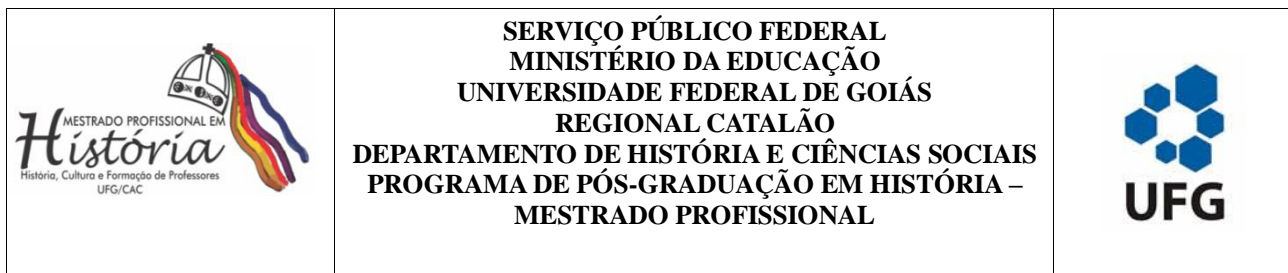 MESTRADO PROFISSIONAL EM
História
História, Cultura e Formação de Professores
UFG/CAC
SERVIÇO PÚBLICO FEDERAL
MINISTÉRIO DA EDUCAÇÃO
UNIVERSIDADE FEDERAL DE GOIÁS
REGIONAL CATALÃO
DEPARTAMENTO DE HISTÓRIA E CIÊNCIAS SOCIAIS
PROGRAMA DE PÓS-GRADUAÇÃO EM HISTÓRIA –
MESTRADO PROFISSIONAL
UFG